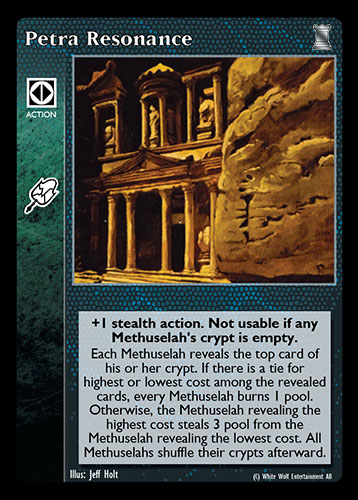 Petra Resonance
ACTION
+1 stealth action. Not usable if any
Methuselah's crypt is empty.
Each Methuselah reveals the top card of
his or her crypt. If there is a tie for
highest or lowest cost among the revealed
cards, every Methuselah burns 1 pool.
Otherwise, the Methuselah revealing the
highest cost steals 3 pool from the
Methuselah revealing the lowest cost. All
Methuselahs shuffle their crypts afterward.
Illus: Jeff Holt
(C) White Wolf Entertainment AB